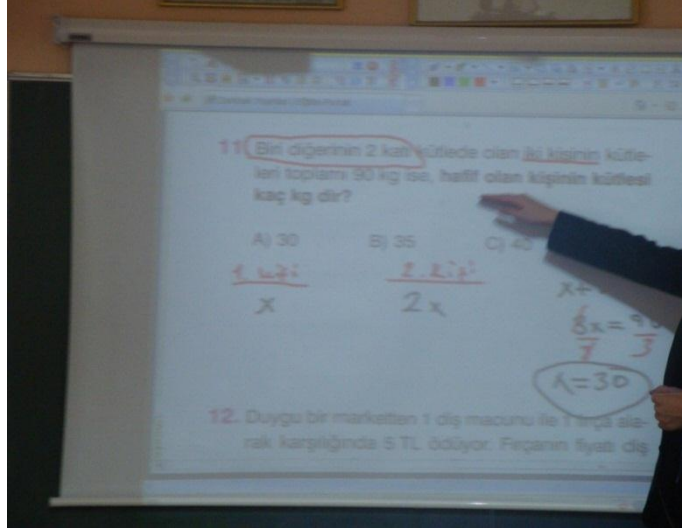 11. Biri diğerinin 2 katı kütlede olan iki kişinin kütle-
leri toplamı 90 kg ise, hafif olan kişinin kütlesi
kaç kg dir?
A) 30 B) 35 C) 40
1. kişi 2. kişi
x 2x
x+
x=30
12. Duygu bir marketten 1 diş macunu ile 1 fırça ala-
rak karşılığında 5 TL ödüyor. Fırçanın fiyatı diş